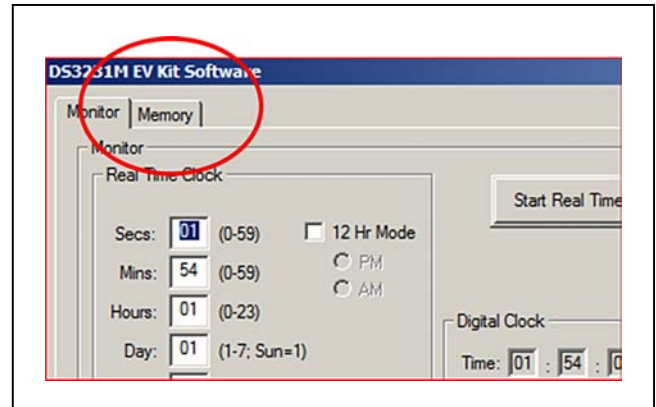 DS3231M EV Kit Software
Monitor Memory
Monitor
Real Time Clock
Start Real Time
Secs: 01 (0-59) 12 Hr Mode
Mins: 54 (0-59) PM
AM
Hours: 01 (0-23)
Digital Clock
Day: 01 (1-7; Sun=1)
Time: 01 : 54 : 0